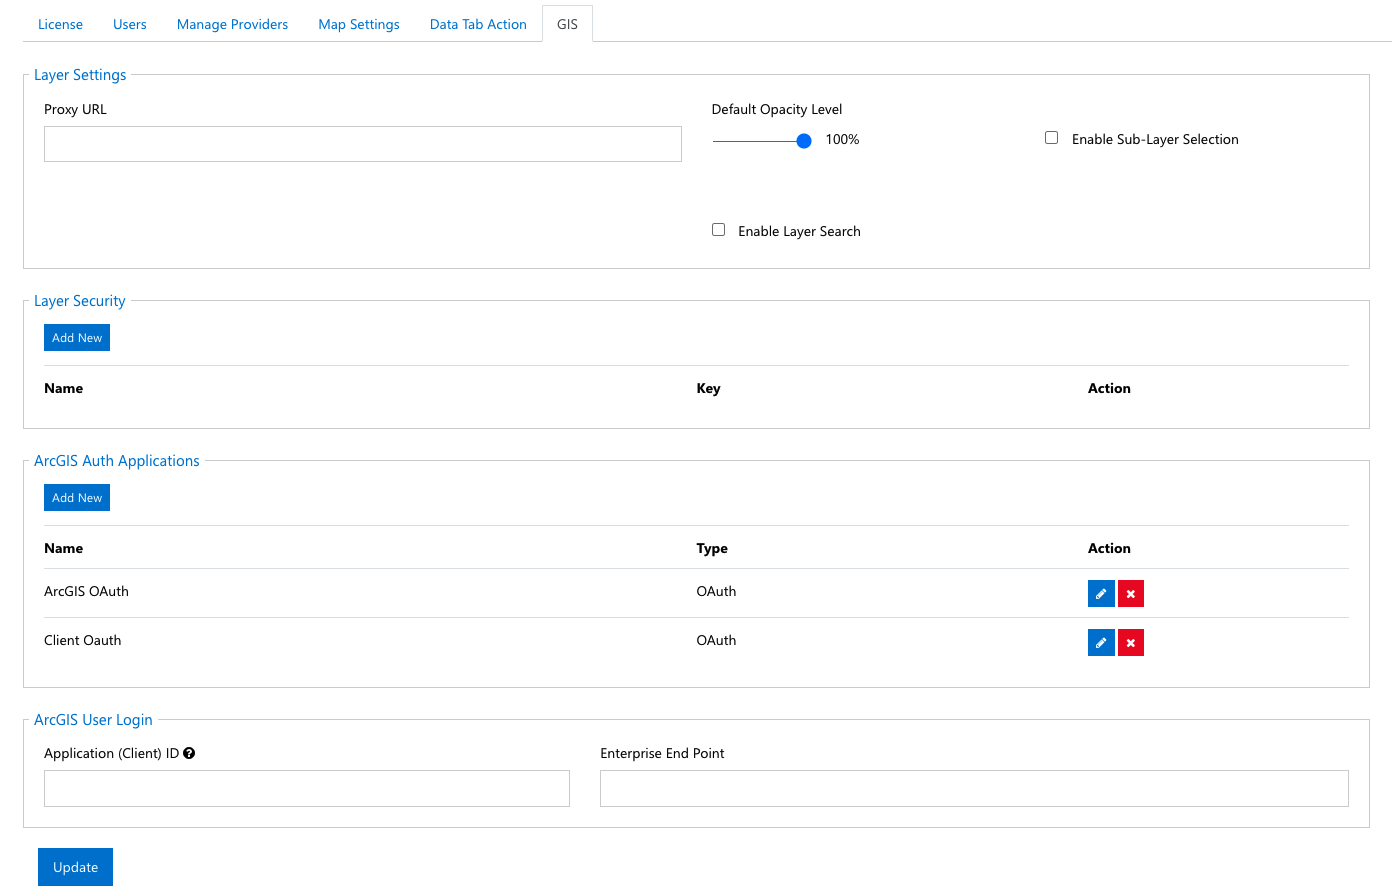 License Users Manage Providers Map Settings Data Tab Action GIS
Layer Settings
Proxy URL
Default Opacity Level
100%
Enable Sub-Layer Selection
Enable Layer Search
Layer Security
Add New
Name Key Action
ArcGIS Auth Applications
Add New
Name Type Action
ArcGIS OAuth OAuth
Client Oauth OAuth
ArcGIS User Login
Application (Client) ID ?
Enterprise End Point
Update